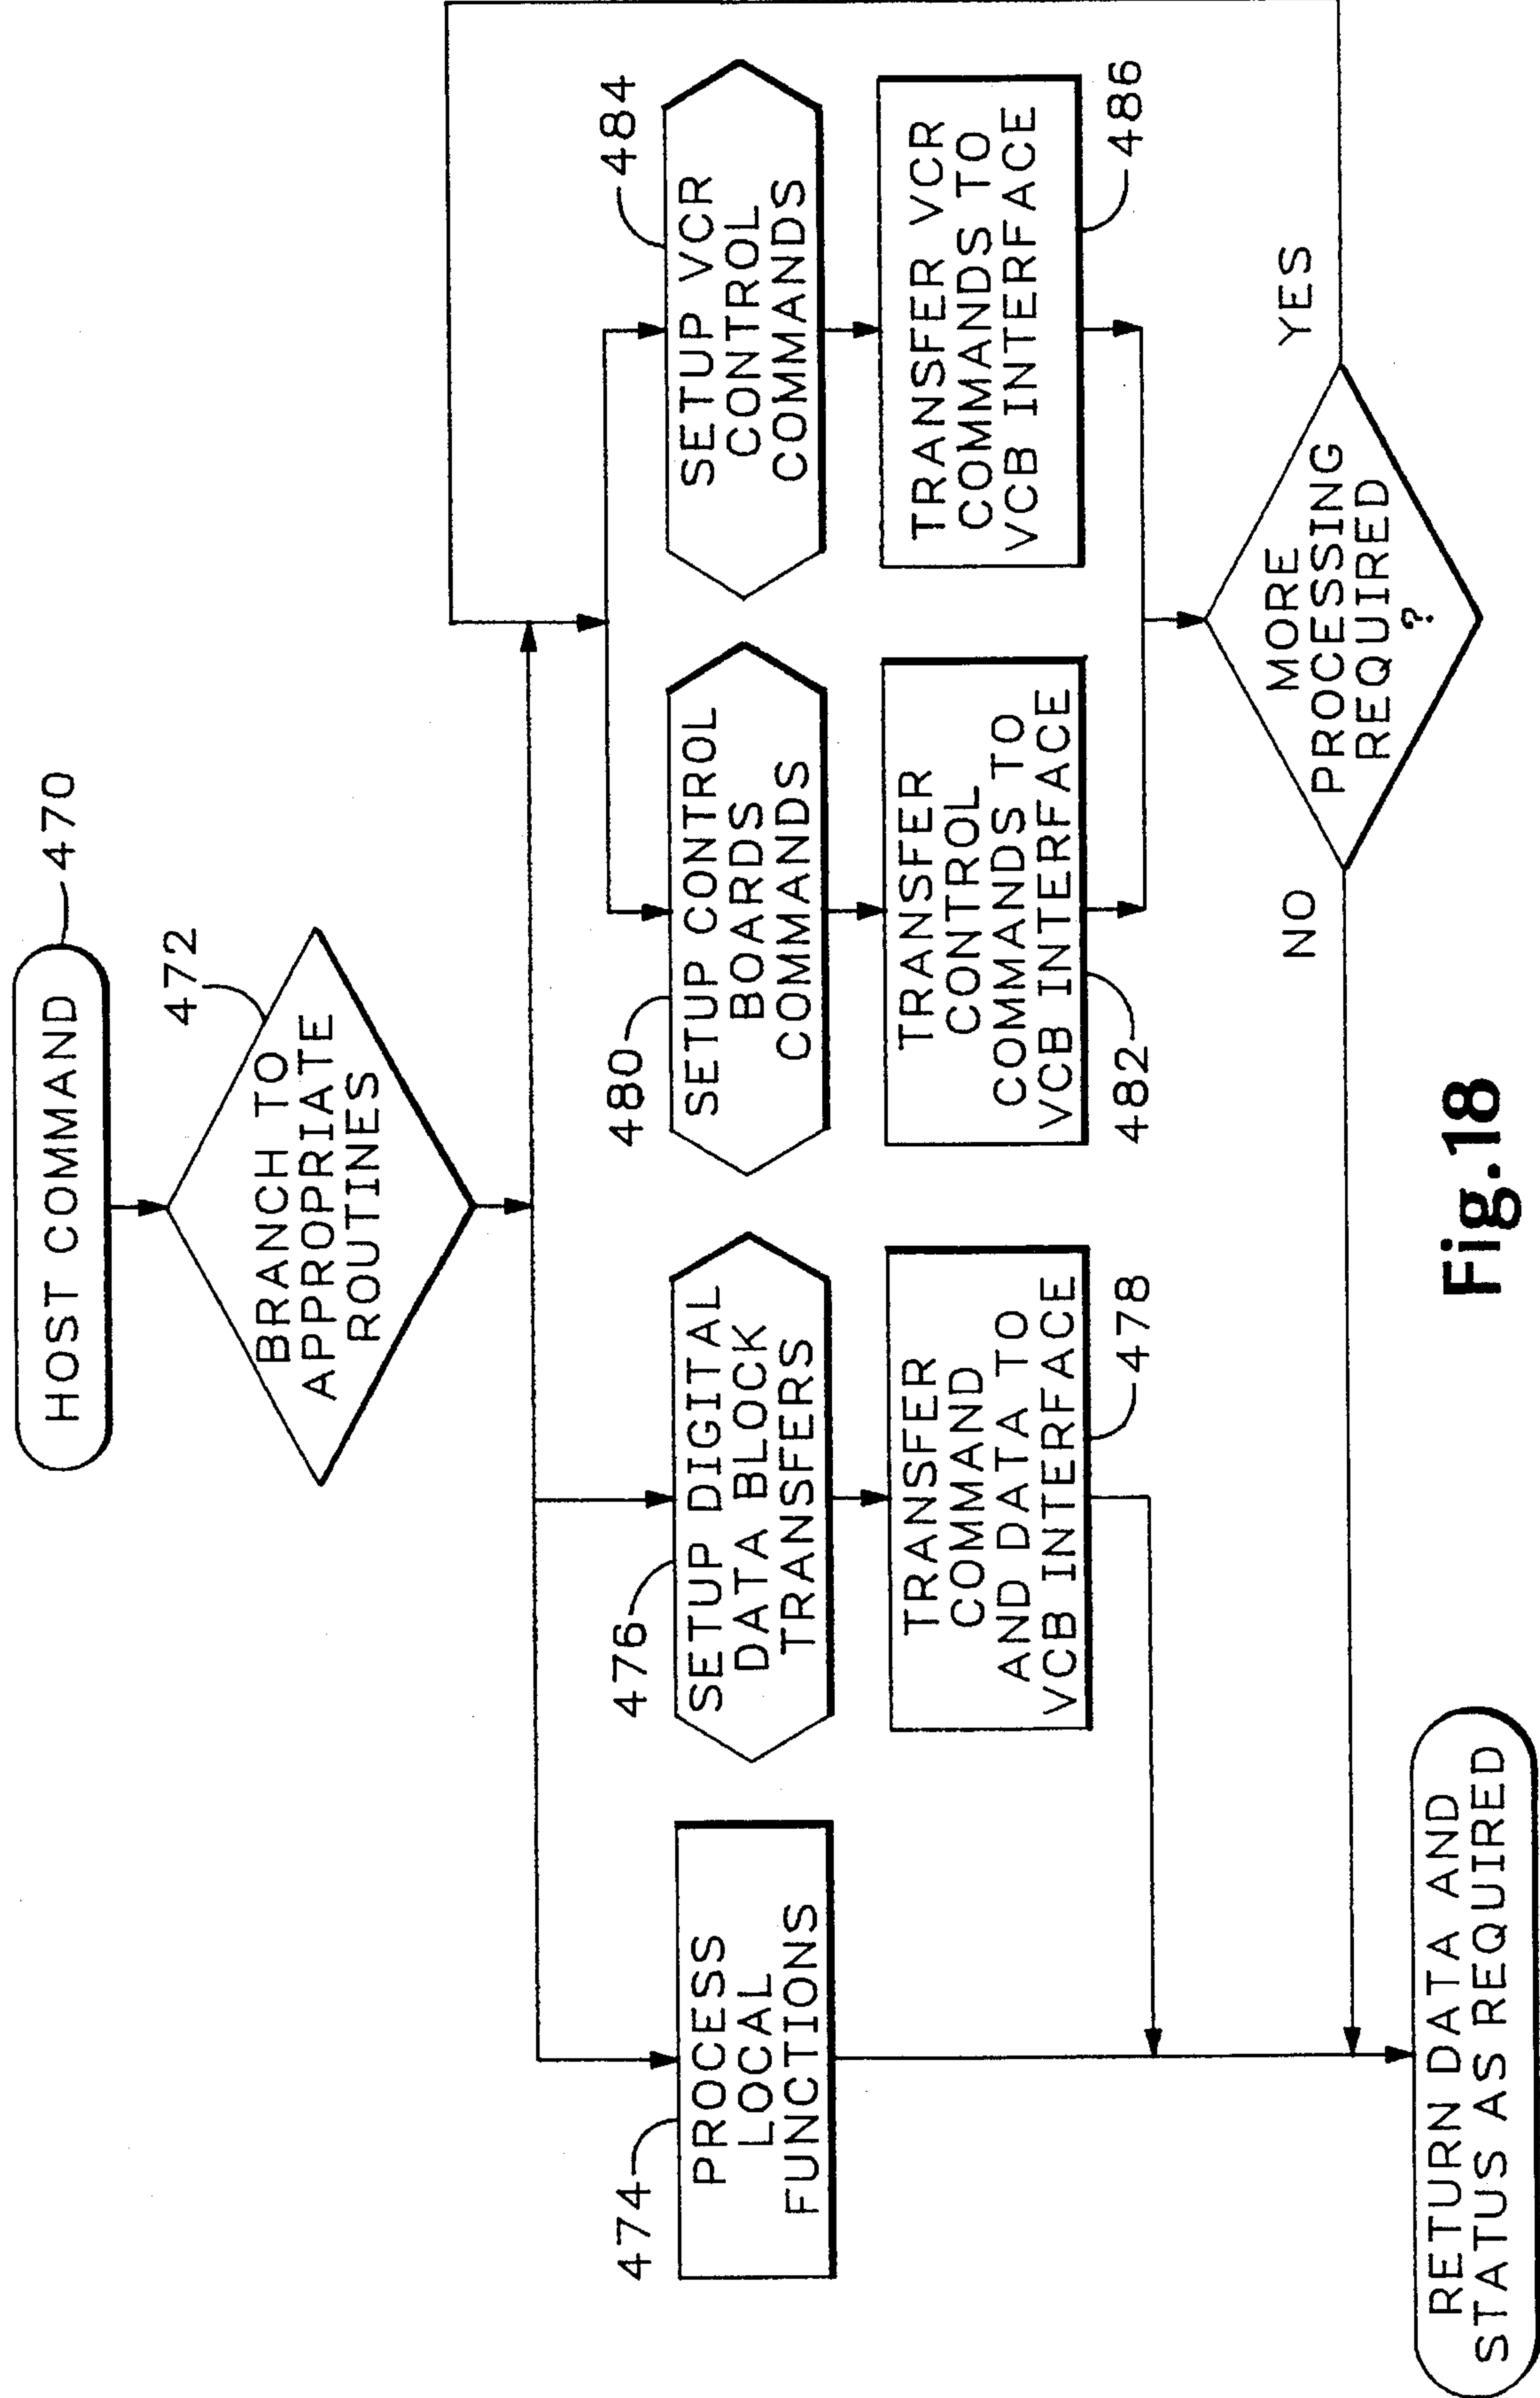 HOST COMMAND
470
472
BRANCH TO
APPROPRIATE
ROUTINES
474
PROCESS
LOCAL
FUNCTIONS
476
SETUP DIGITAL
DATA BLOCK
TRANSFERS
TRANSFER
COMMAND
AND DATA TO
VCB INTERFACE
478
480
SETUP CONTROL
BOARDS
COMMANDS
TRANSFER
CONTROL
COMMANDS TO
VCB INTERFACE
482
484
SETUP VCR
CONTROL
COMMANDS
TRANSFER VCR
COMMANDS TO
VCB INTERFACE
486
MORE
PROCESSING
REQUIRED
?
NO
YES
RETURN DATA AND
STATUS AS REQUIRED
Fig.18